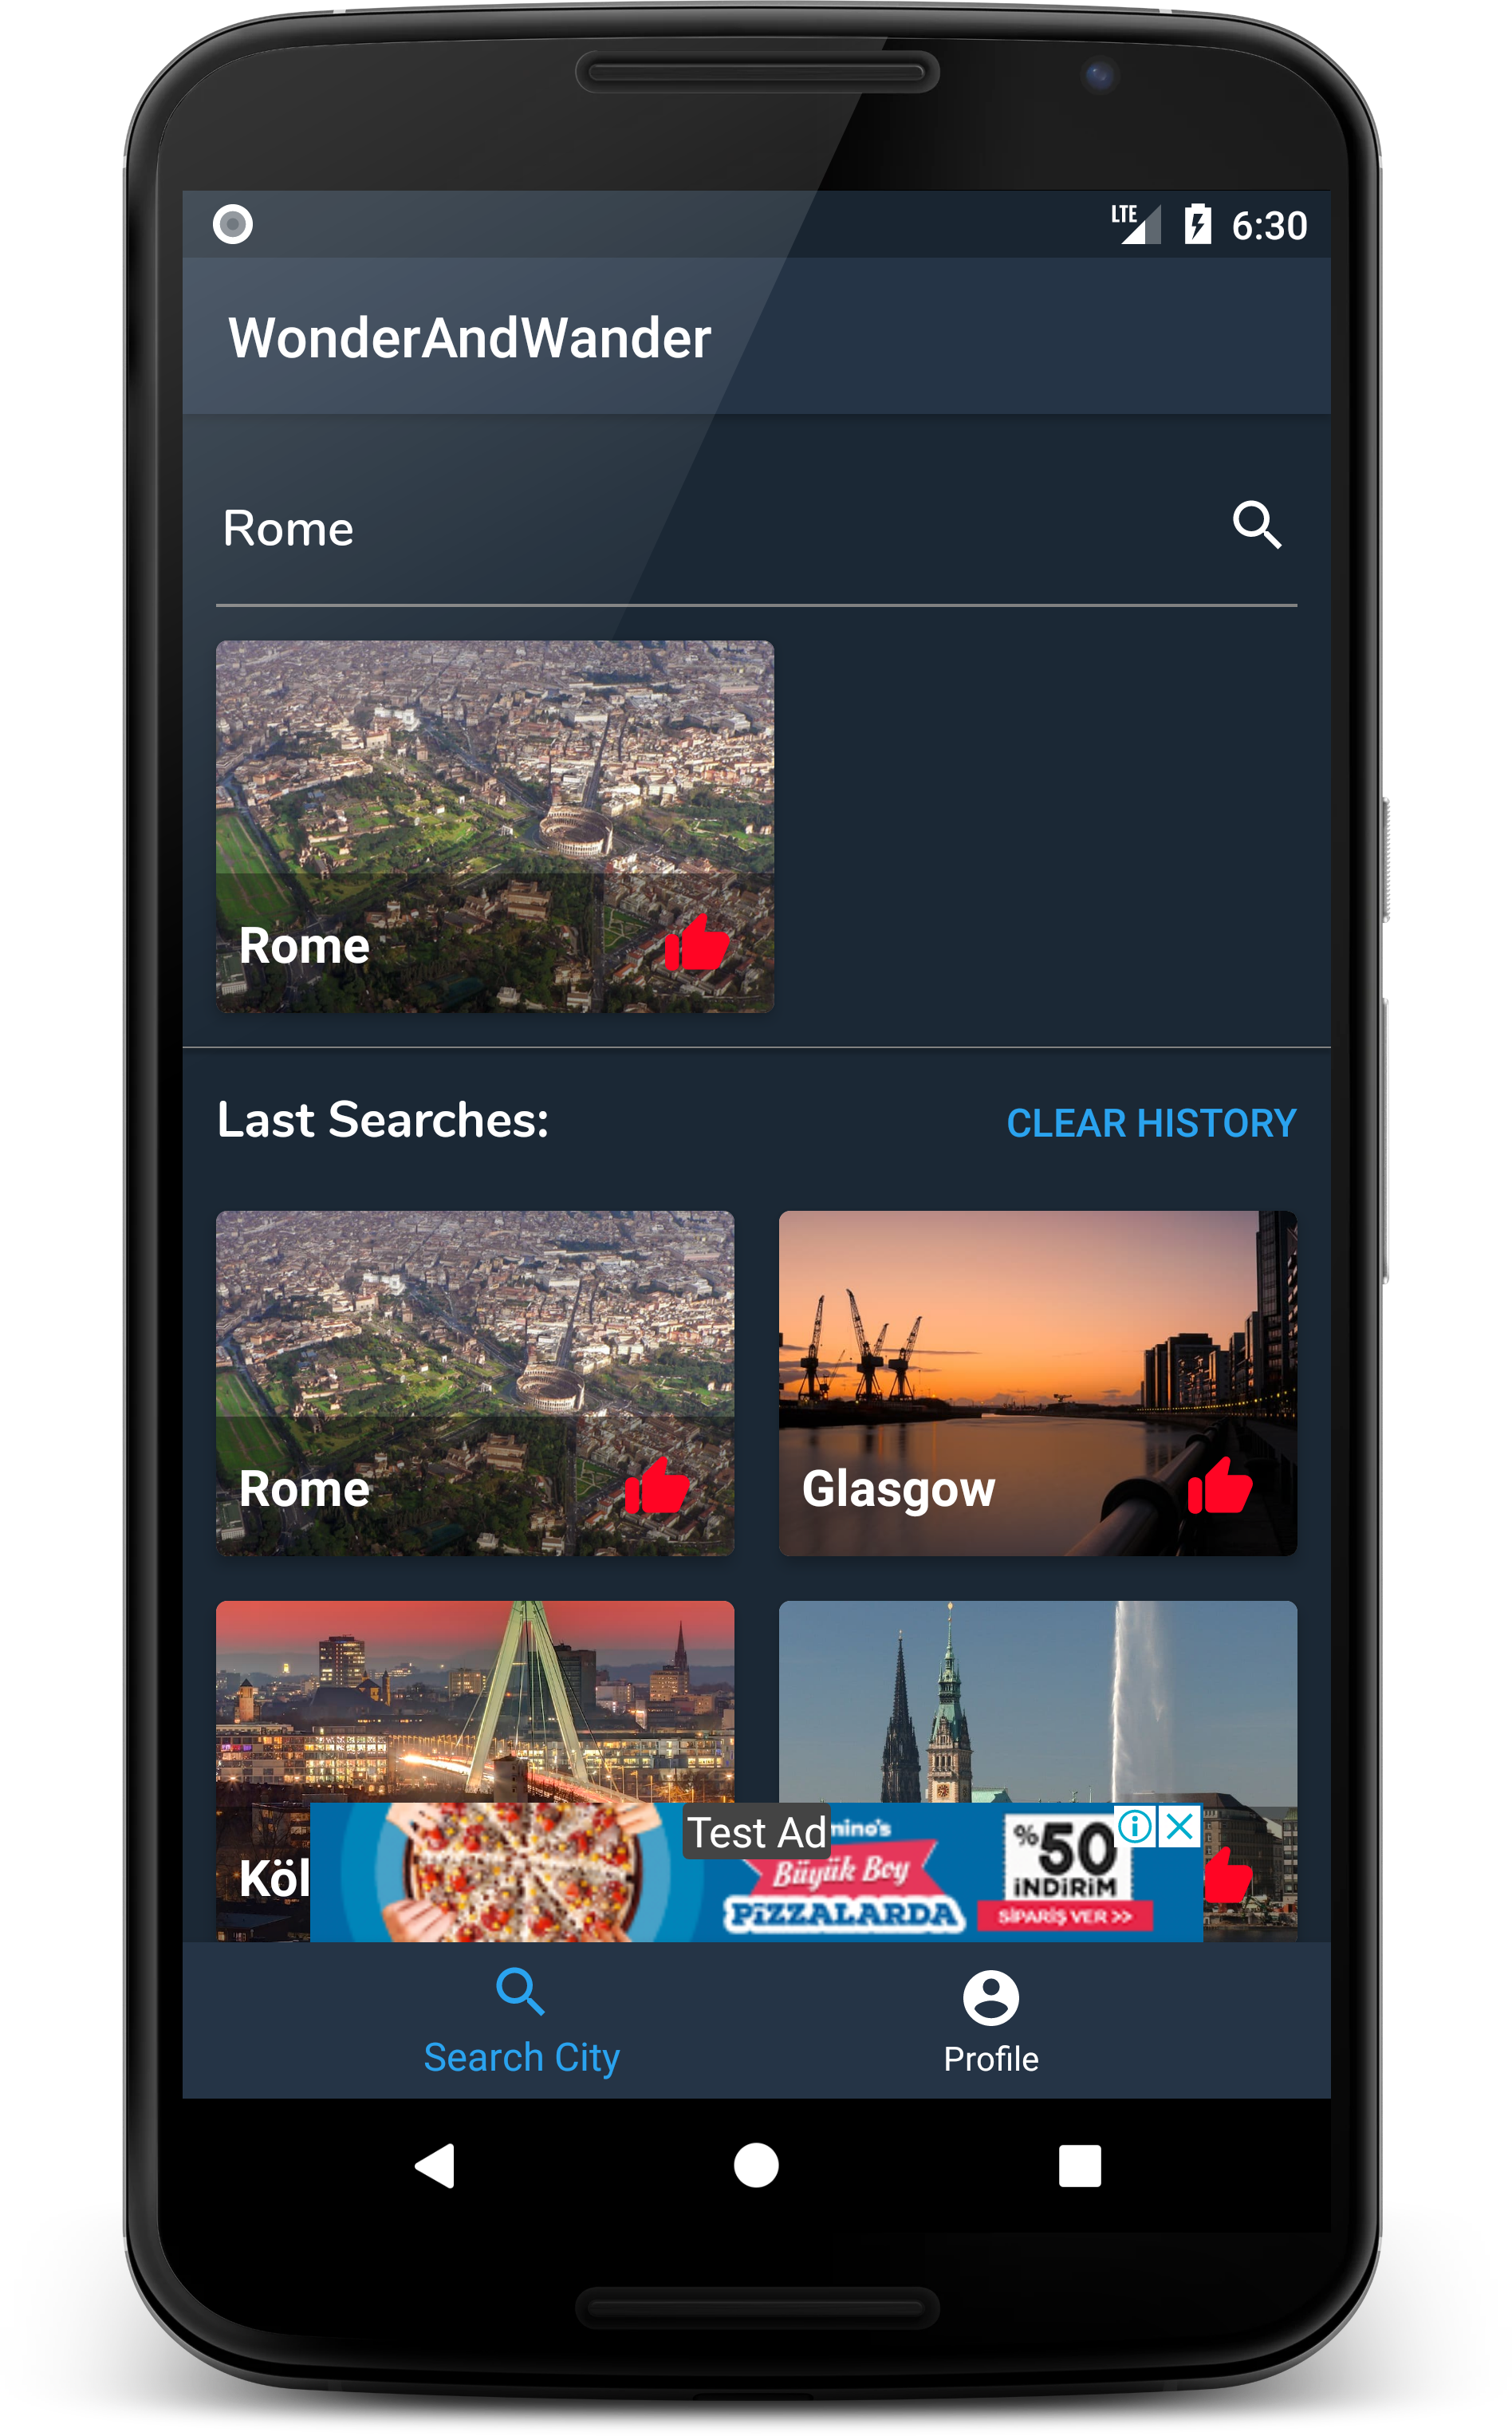 LTE 6:30
WonderAndWander
Rome
Rome
Last Searches: CLEAR HISTORY
Rome
Glasgow
Köl
Test Ad
mino's
Büyük Boy
PİZZALARDA
%50
İNDİRİM
SİPARİŞ VER >>
Search City
Profile